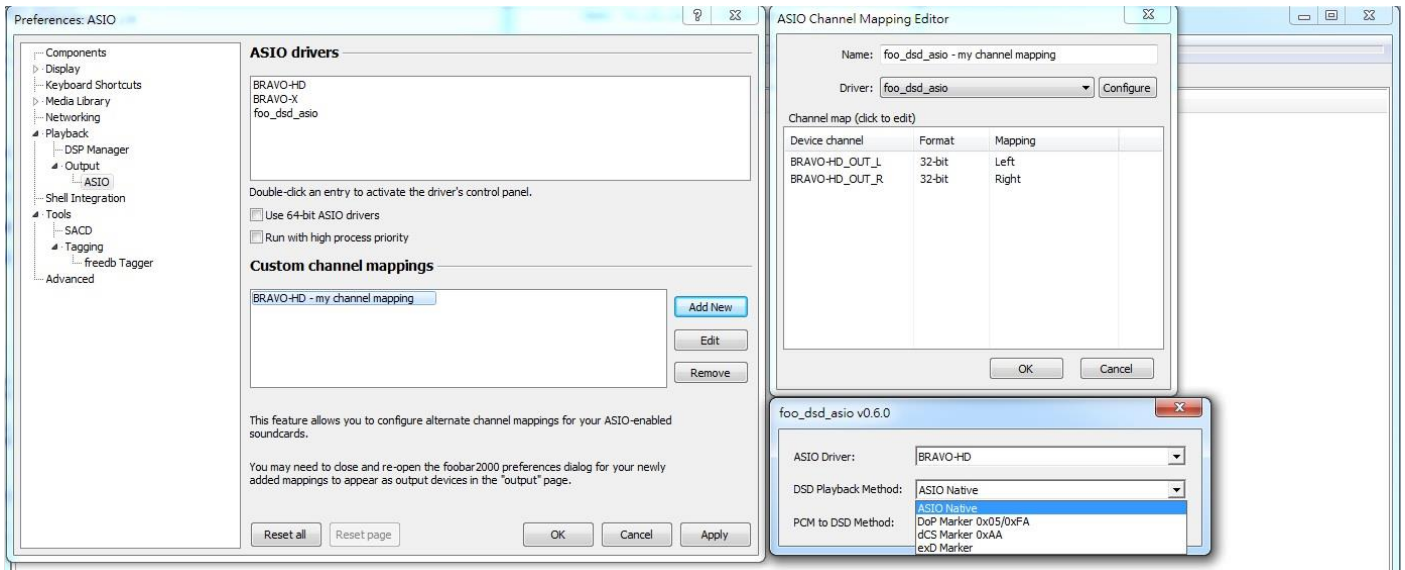 Preferences: ASIO
Components
Display
Keyboard Shortcuts
Media Library
Networking
Playback
DSP Manager
Output
ASIO
Shell Integration
Tools
SACD
Tagging
freedb Tagger
Advanced
ASIO drivers
BRAVO-HD
BRAVO-X
foo_dsd_asio
Double-click an entry to activate the driver's control panel.
Use 64-bit ASIO drivers
Run with high process priority
Custom channel mappings
BRAVO-HD - my channel mapping
Add New
Edit
Remove
This feature allows you to configure alternate channel mappings for your ASIO-enabled
soundcards.
You may need to close and re-open the foobar2000 preferences dialog for your newly
added mappings to appear as output devices in the "output" page.
Reset all Reset page OK Cancel Apply
ASIO Channel Mapping Editor
Name: foo_dsd_asio - my channel mapping
Driver: foo_dsd_asio Configure
Channel map (click to edit)
Device channel Format Mapping
BRAVO-HD_OUT_L 32-bit Left
BRAVO-HD_OUT_R 32-bit Right
OK Cancel
foo_dsd_asio v0.6.0
ASIO Driver: BRAVO-HD
DSD Playback Method: ASIO Native
ASIO Native
PCM to DSD Method: DoP Marker 0x05/0xFA
dCS Marker 0xAA
exD Marker